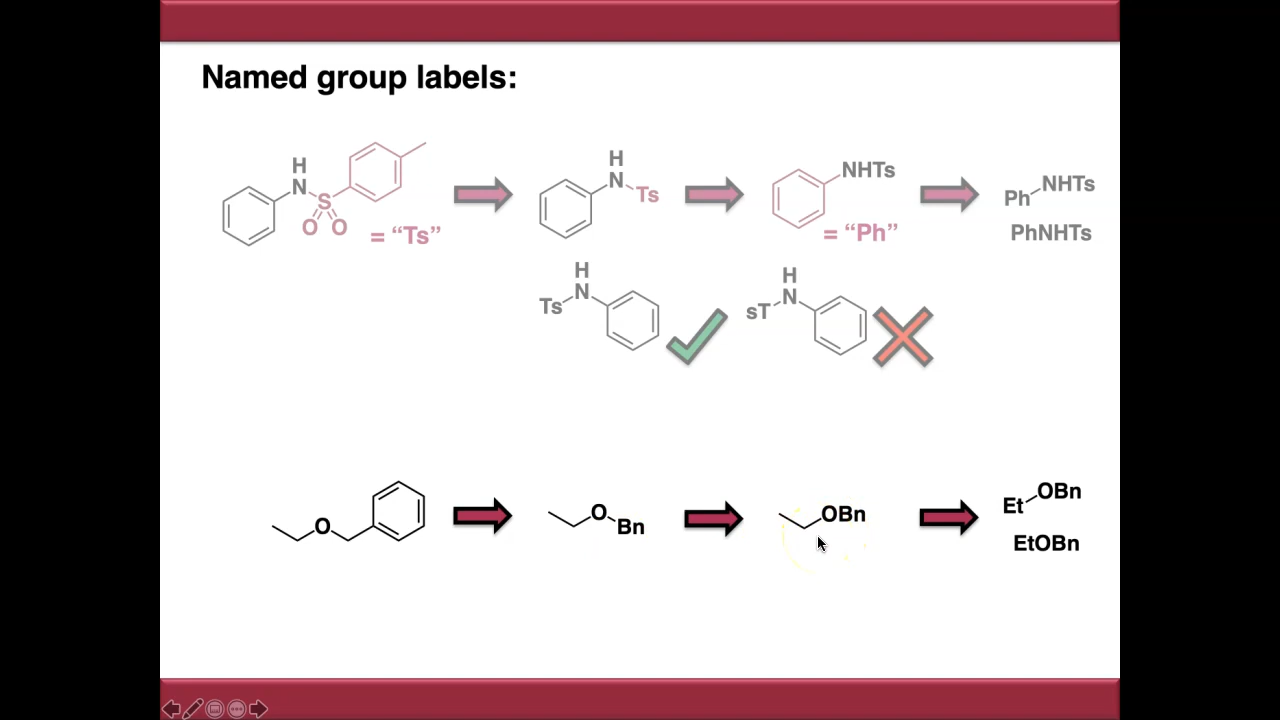 Named group labels:
H
N
S
O O
= “Ts”
H
N
Ts
NHTs
= “Ph”
Ph NHTs
PhNHTs
H
N
Ts
H
N
sT
O
O
Bn
OBn
Et OBn
EtOBn